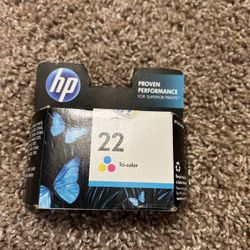 hp
PROVEN
PERFORMANCE
FOR SUPERIOR PRINTS
22
Tri-color